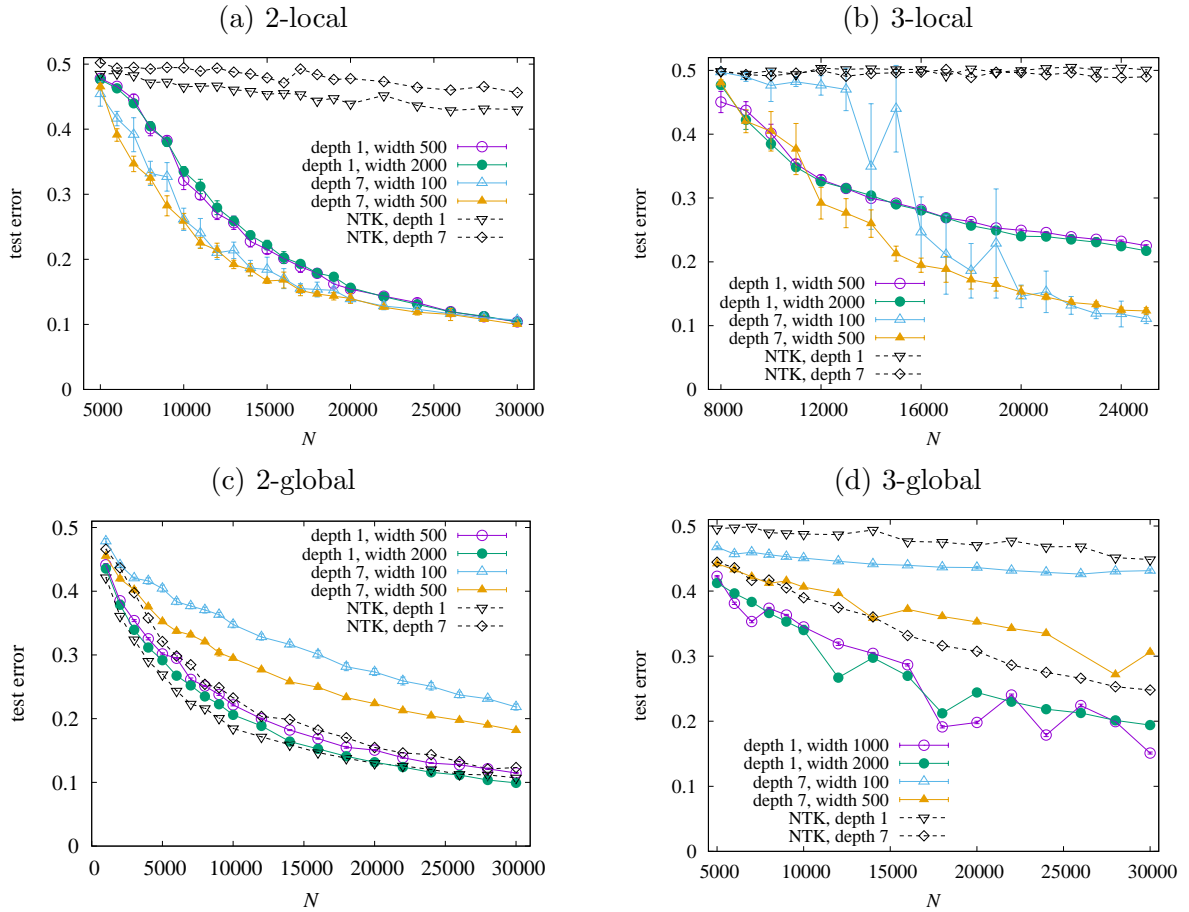 (a) 2-local
0.5
0.4
0.3
0.2
0.1
0
test error
5000 10000 15000 20000 25000 30000
N
depth 1, width 500
depth 1, width 2000
depth 7, width 100
depth 7, width 500
NTK, depth 1
NTK, depth 7
(b) 3-local
0.5
0.4
0.3
0.2
0.1
0
test error
8000 12000 16000 20000 24000
N
depth 1, width 500
depth 1, width 2000
depth 7, width 100
depth 7, width 500
NTK, depth 1
NTK, depth 7
(c) 2-global
0.5
0.4
0.3
0.2
0.1
0
test error
0 5000 10000 15000 20000 25000 30000
N
depth 1, width 500
depth 1, width 2000
depth 7, width 100
depth 7, width 500
NTK, depth 1
NTK, depth 7
(d) 3-global
0.5
0.4
0.3
0.2
0.1
0
test error
5000 10000 15000 20000 25000 30000
N
depth 1, width 1000
depth 1, width 2000
depth 7, width 100
depth 7, width 500
NTK, depth 1
NTK, depth 7